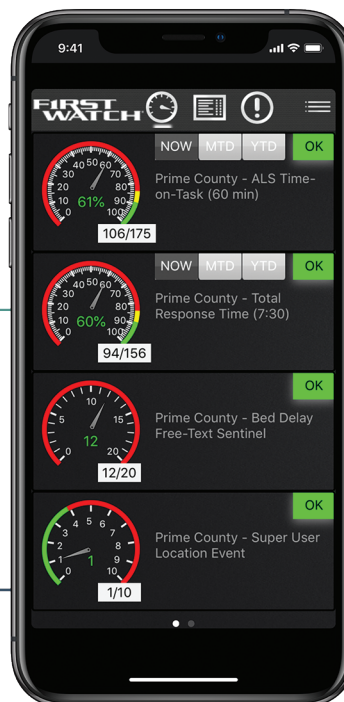 9:41
FIRST
WATCH
NOW MTD YTD OK
Prime County - ALS Time-
on-Task (60 min)
0 10 20 30 40 50 60 70 80 90 100
61%
106/175
NOW MTD YTD OK
Prime County - Total
Response Time (7:30)
0 10 20 30 40 50 60 70 80 90 100
60%
94/156
OK
Prime County - Bed Delay
Free-Text Sentinel
0 5 10 15 20
12
12/20
OK
Prime County - Super User
Location Event
0 1 2 3 4 5 6 7 8 9 10
1
1/10